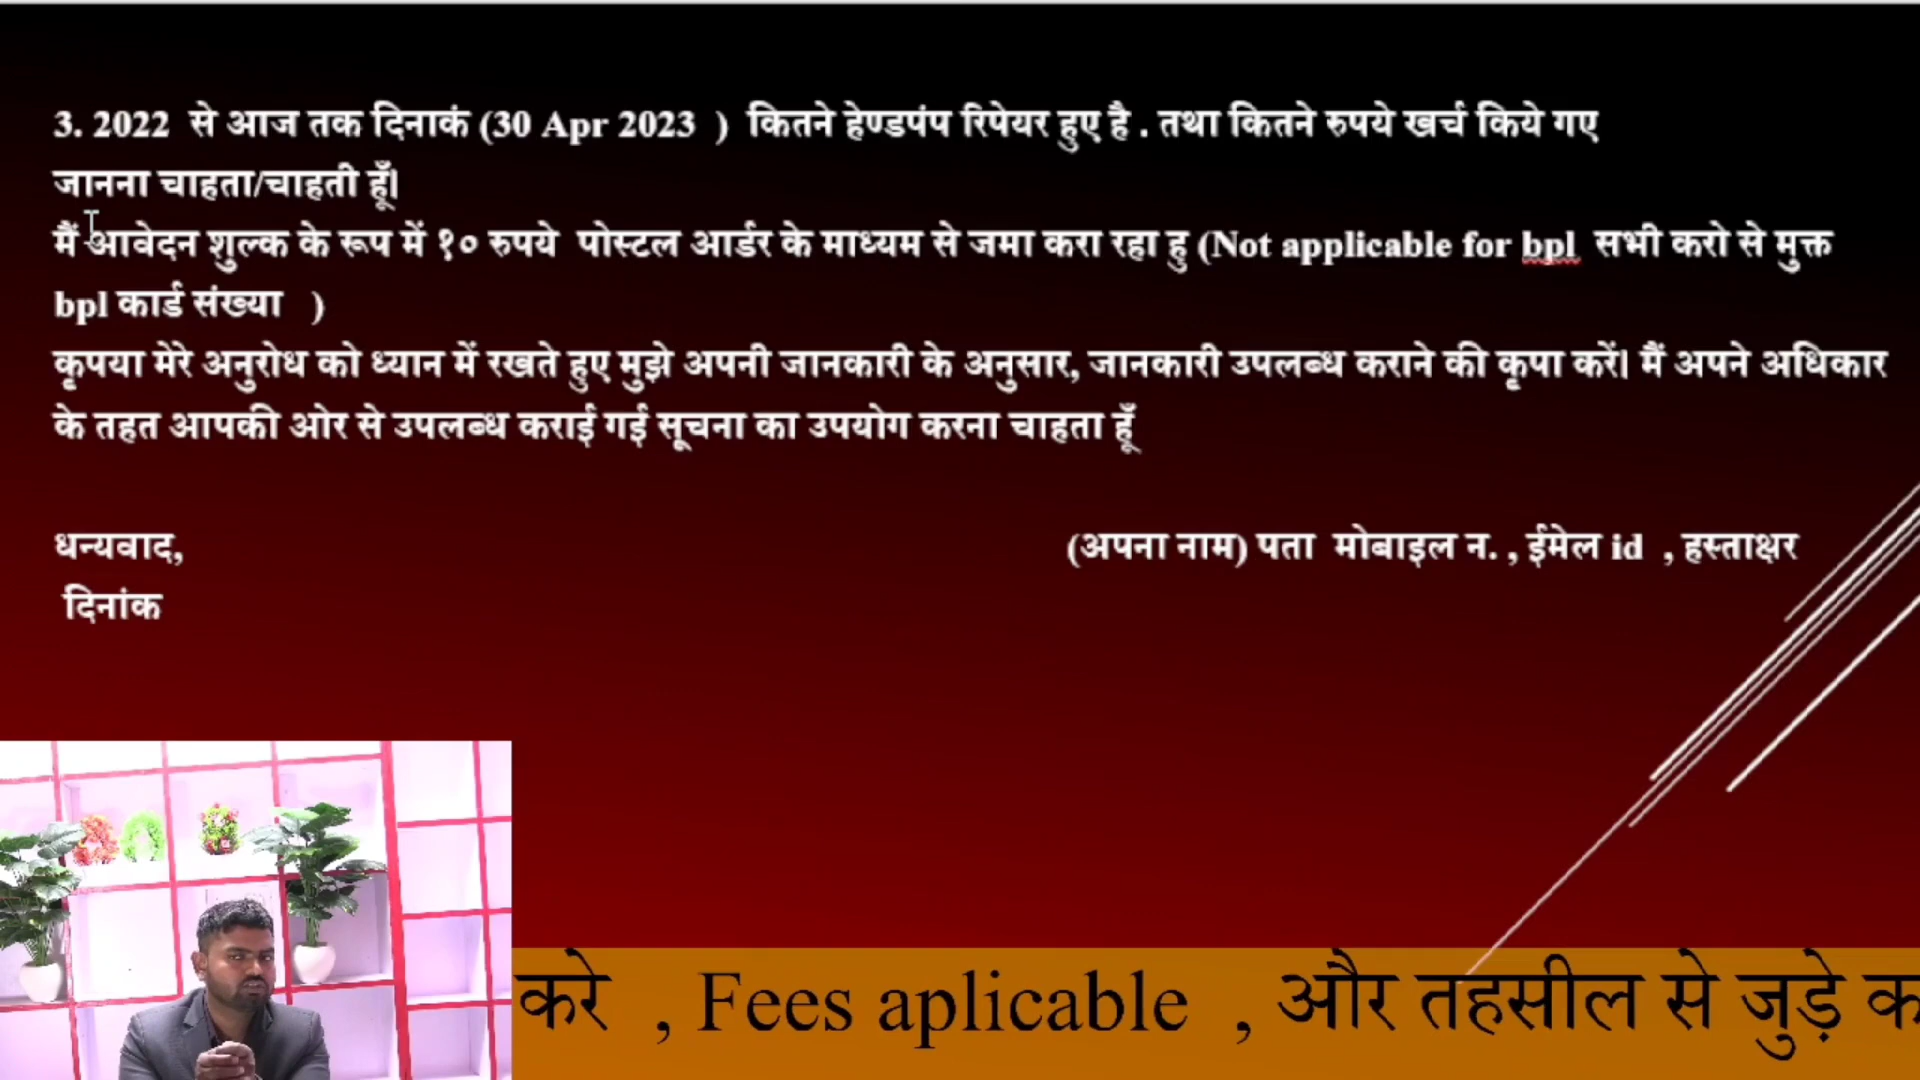 3. 2022 से आज तक दिनाकं (30 Apr 2023 ) कितने हेण्डपंप रिपेयर हुए है . तथा कितने रुपये खर्च किये गए
जानना चाहता/चाहती हूँ।
मैं आवेदन शुल्क के रूप में १० रुपये पोस्टल आर्डर के माध्यम से जमा करा रहा हु (Not applicable for bpl सभी करो से मुक्त
bpl कार्ड संख्या )
कृपया मेरे अनुरोध को ध्यान में रखते हुए मुझे अपनी जानकारी के अनुसार, जानकारी उपलब्ध कराने की कृपा करें। मैं अपने अधिकार
के तहत आपकी ओर से उपलब्ध कराई गई सूचना का उपयोग करना चाहता हूँ
धन्यवाद, (अपना नाम) पता मोबाइल न. , ईमेल id , हस्ताक्षर
दिनांक
करे , Fees aplicable , और तहसील से जुड़े